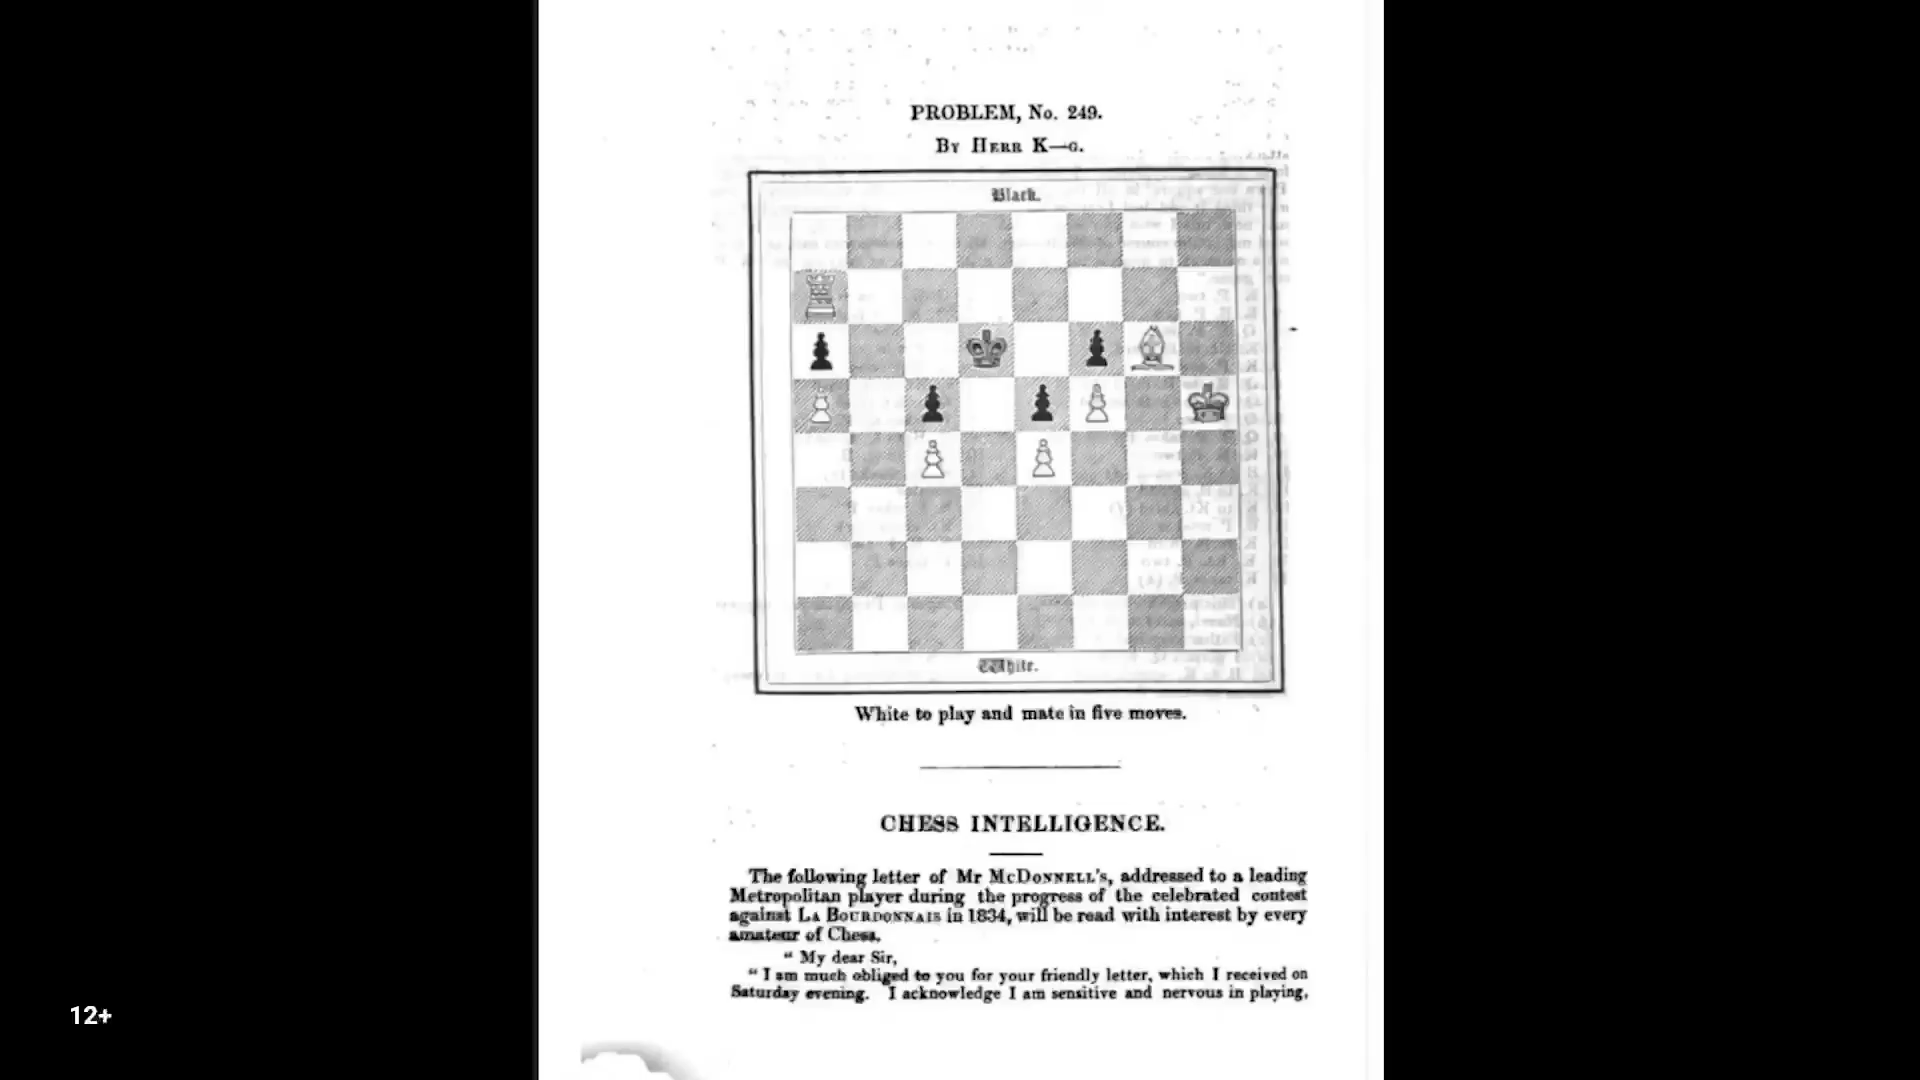 PROBLEM, No. 249.
BY HERR K—G.
Black.
White.
White to play and mate in five moves.
CHESS INTELLIGENCE.
The following letter of Mr McDONNELL's, addressed to a leading
Metropolitan player during the progress of the celebrated contest
against LA BOURDONNAIS in 1834, will be read with interest by every
amateur of Chess.
“ My dear Sir,
“ I am much obliged to you for your friendly letter, which I received on
Saturday evening. I acknowledge I am sensitive and nervous in playing,
12+